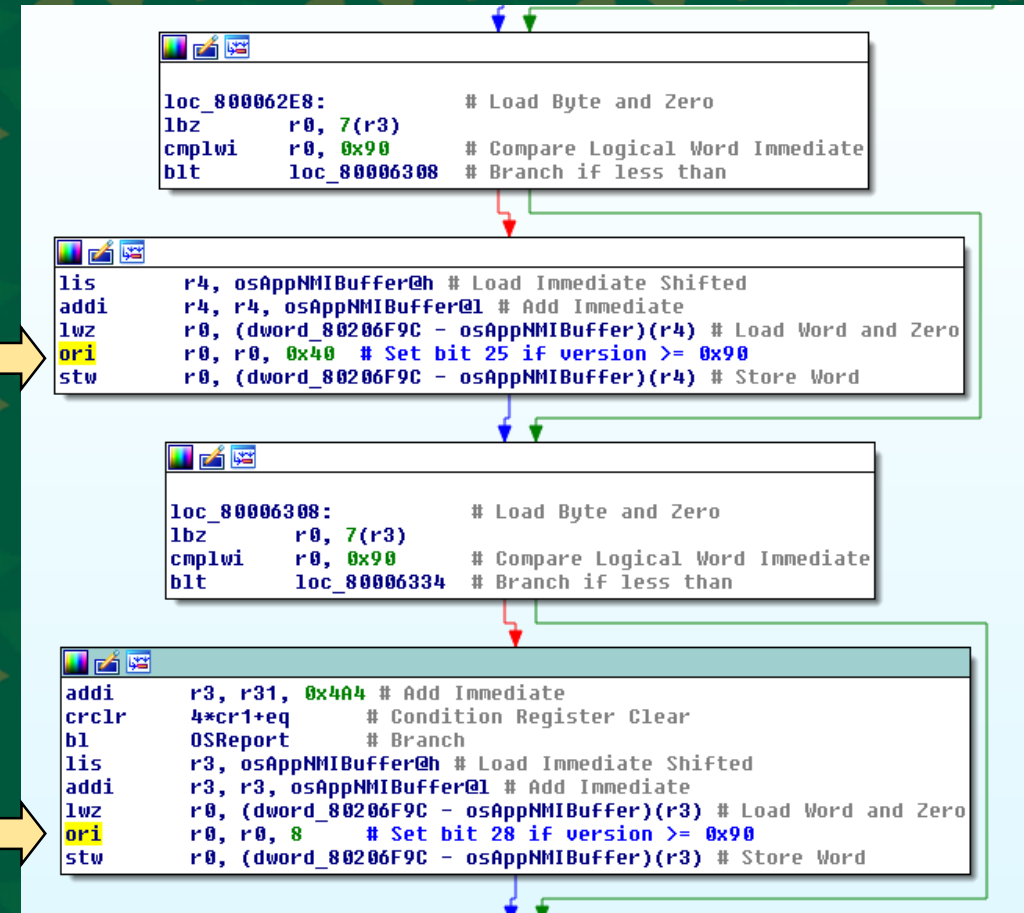 loc_800062E8: # Load Byte and Zero
lbz r0, 7(r3)
cmplwi r0, 0x90 # Compare Logical Word Immediate
blt loc_80006308 # Branch if less than
lis r4, osAppNMIBuffer@h # Load Immediate Shifted
addi r4, r4, osAppNMIBuffer@l # Add Immediate
lwz r0, (dword_80206F9C - osAppNMIBuffer)(r4) # Load Word and Zero
ori r0, r0, 0x40 # Set bit 25 if version >= 0x90
stw r0, (dword_80206F9C - osAppNMIBuffer)(r4) # Store Word
loc_80006308: # Load Byte and Zero
lbz r0, 7(r3)
cmplwi r0, 0x90 # Compare Logical Word Immediate
blt loc_80006334 # Branch if less than
addi r3, r31, 0x4A4 # Add Immediate
crclr 4*cr1+eq # Condition Register Clear
bl OSReport # Branch
lis r3, osAppNMIBuffer@h # Load Immediate Shifted
addi r3, r3, osAppNMIBuffer@l # Add Immediate
lwz r0, (dword_80206F9C - osAppNMIBuffer)(r3) # Load Word and Zero
ori r0, r0, 8 # Set bit 28 if version >= 0x90
stw r0, (dword_80206F9C - osAppNMIBuffer)(r3) # Store Word